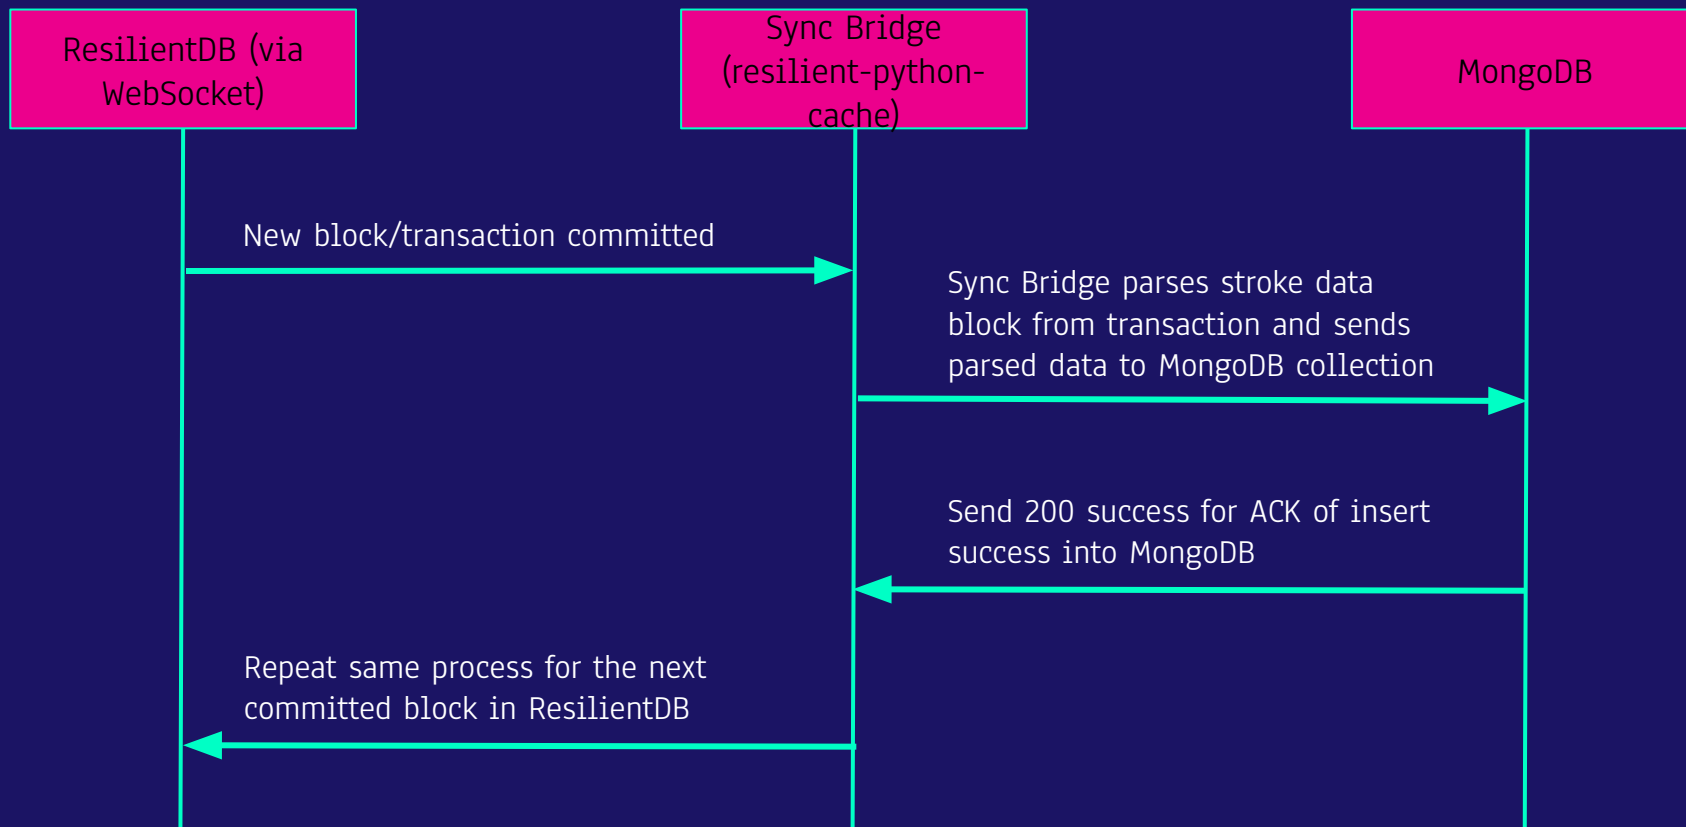 ResilientDB (via
WebSocket)
Sync Bridge
(resilient-python-
cache)
MongoDB
New block/transaction committed
Sync Bridge parses stroke data
block from transaction and sends
parsed data to MongoDB collection
Send 200 success for ACK of insert
success into MongoDB
Repeat same process for the next
committed block in ResilientDB